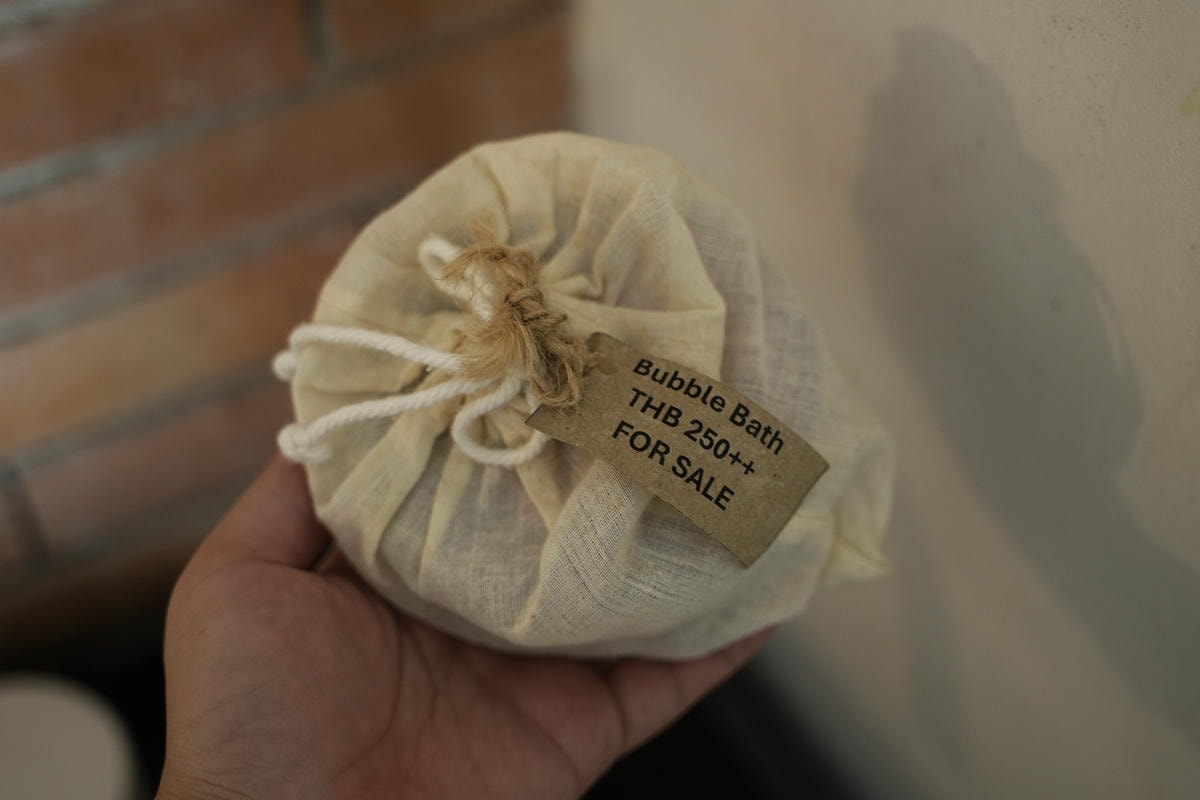 Bubble Bath
THB 250++
FOR SALE